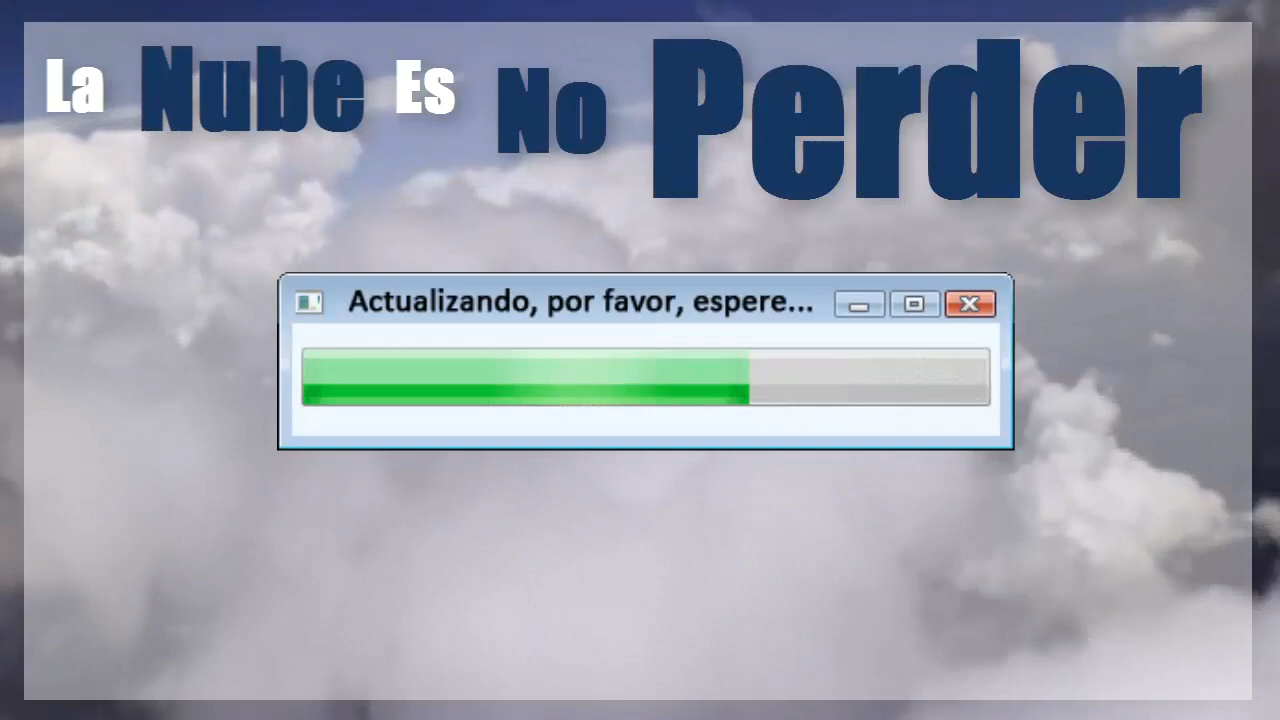 La Nube Es No Perder
Actualizando, por favor, espere...